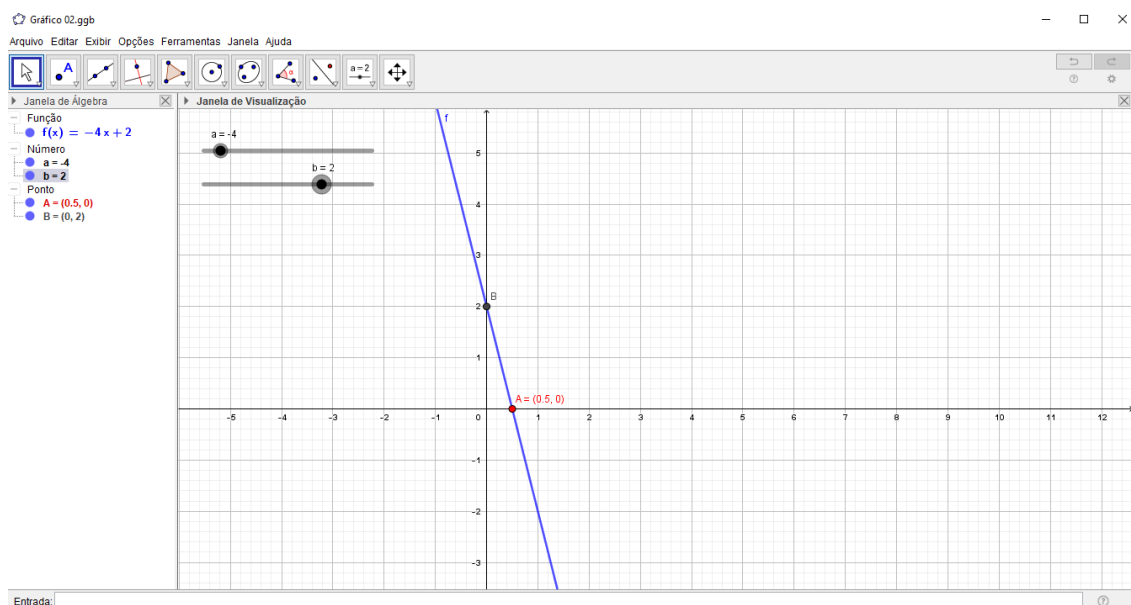 Gráfico 02.ggb
Arquivo Editar Exibir Opções Ferramentas Janela Ajuda
A α a = 2
Janela de Álgebra
Janela de Visualização
Função
f(x) = −4 x + 2
Número
a = -4
b = 2
Ponto
A = (0.5, 0)
B = (0, 2)
a = -4
b = 2
f
5
4
3
2
B
1
A = (0.5, 0)
-5 -4 -3 -2 -1 0 1 2 3 4 5 6 7 8 9 10 11 12
-1
-2
-3
Entrada: